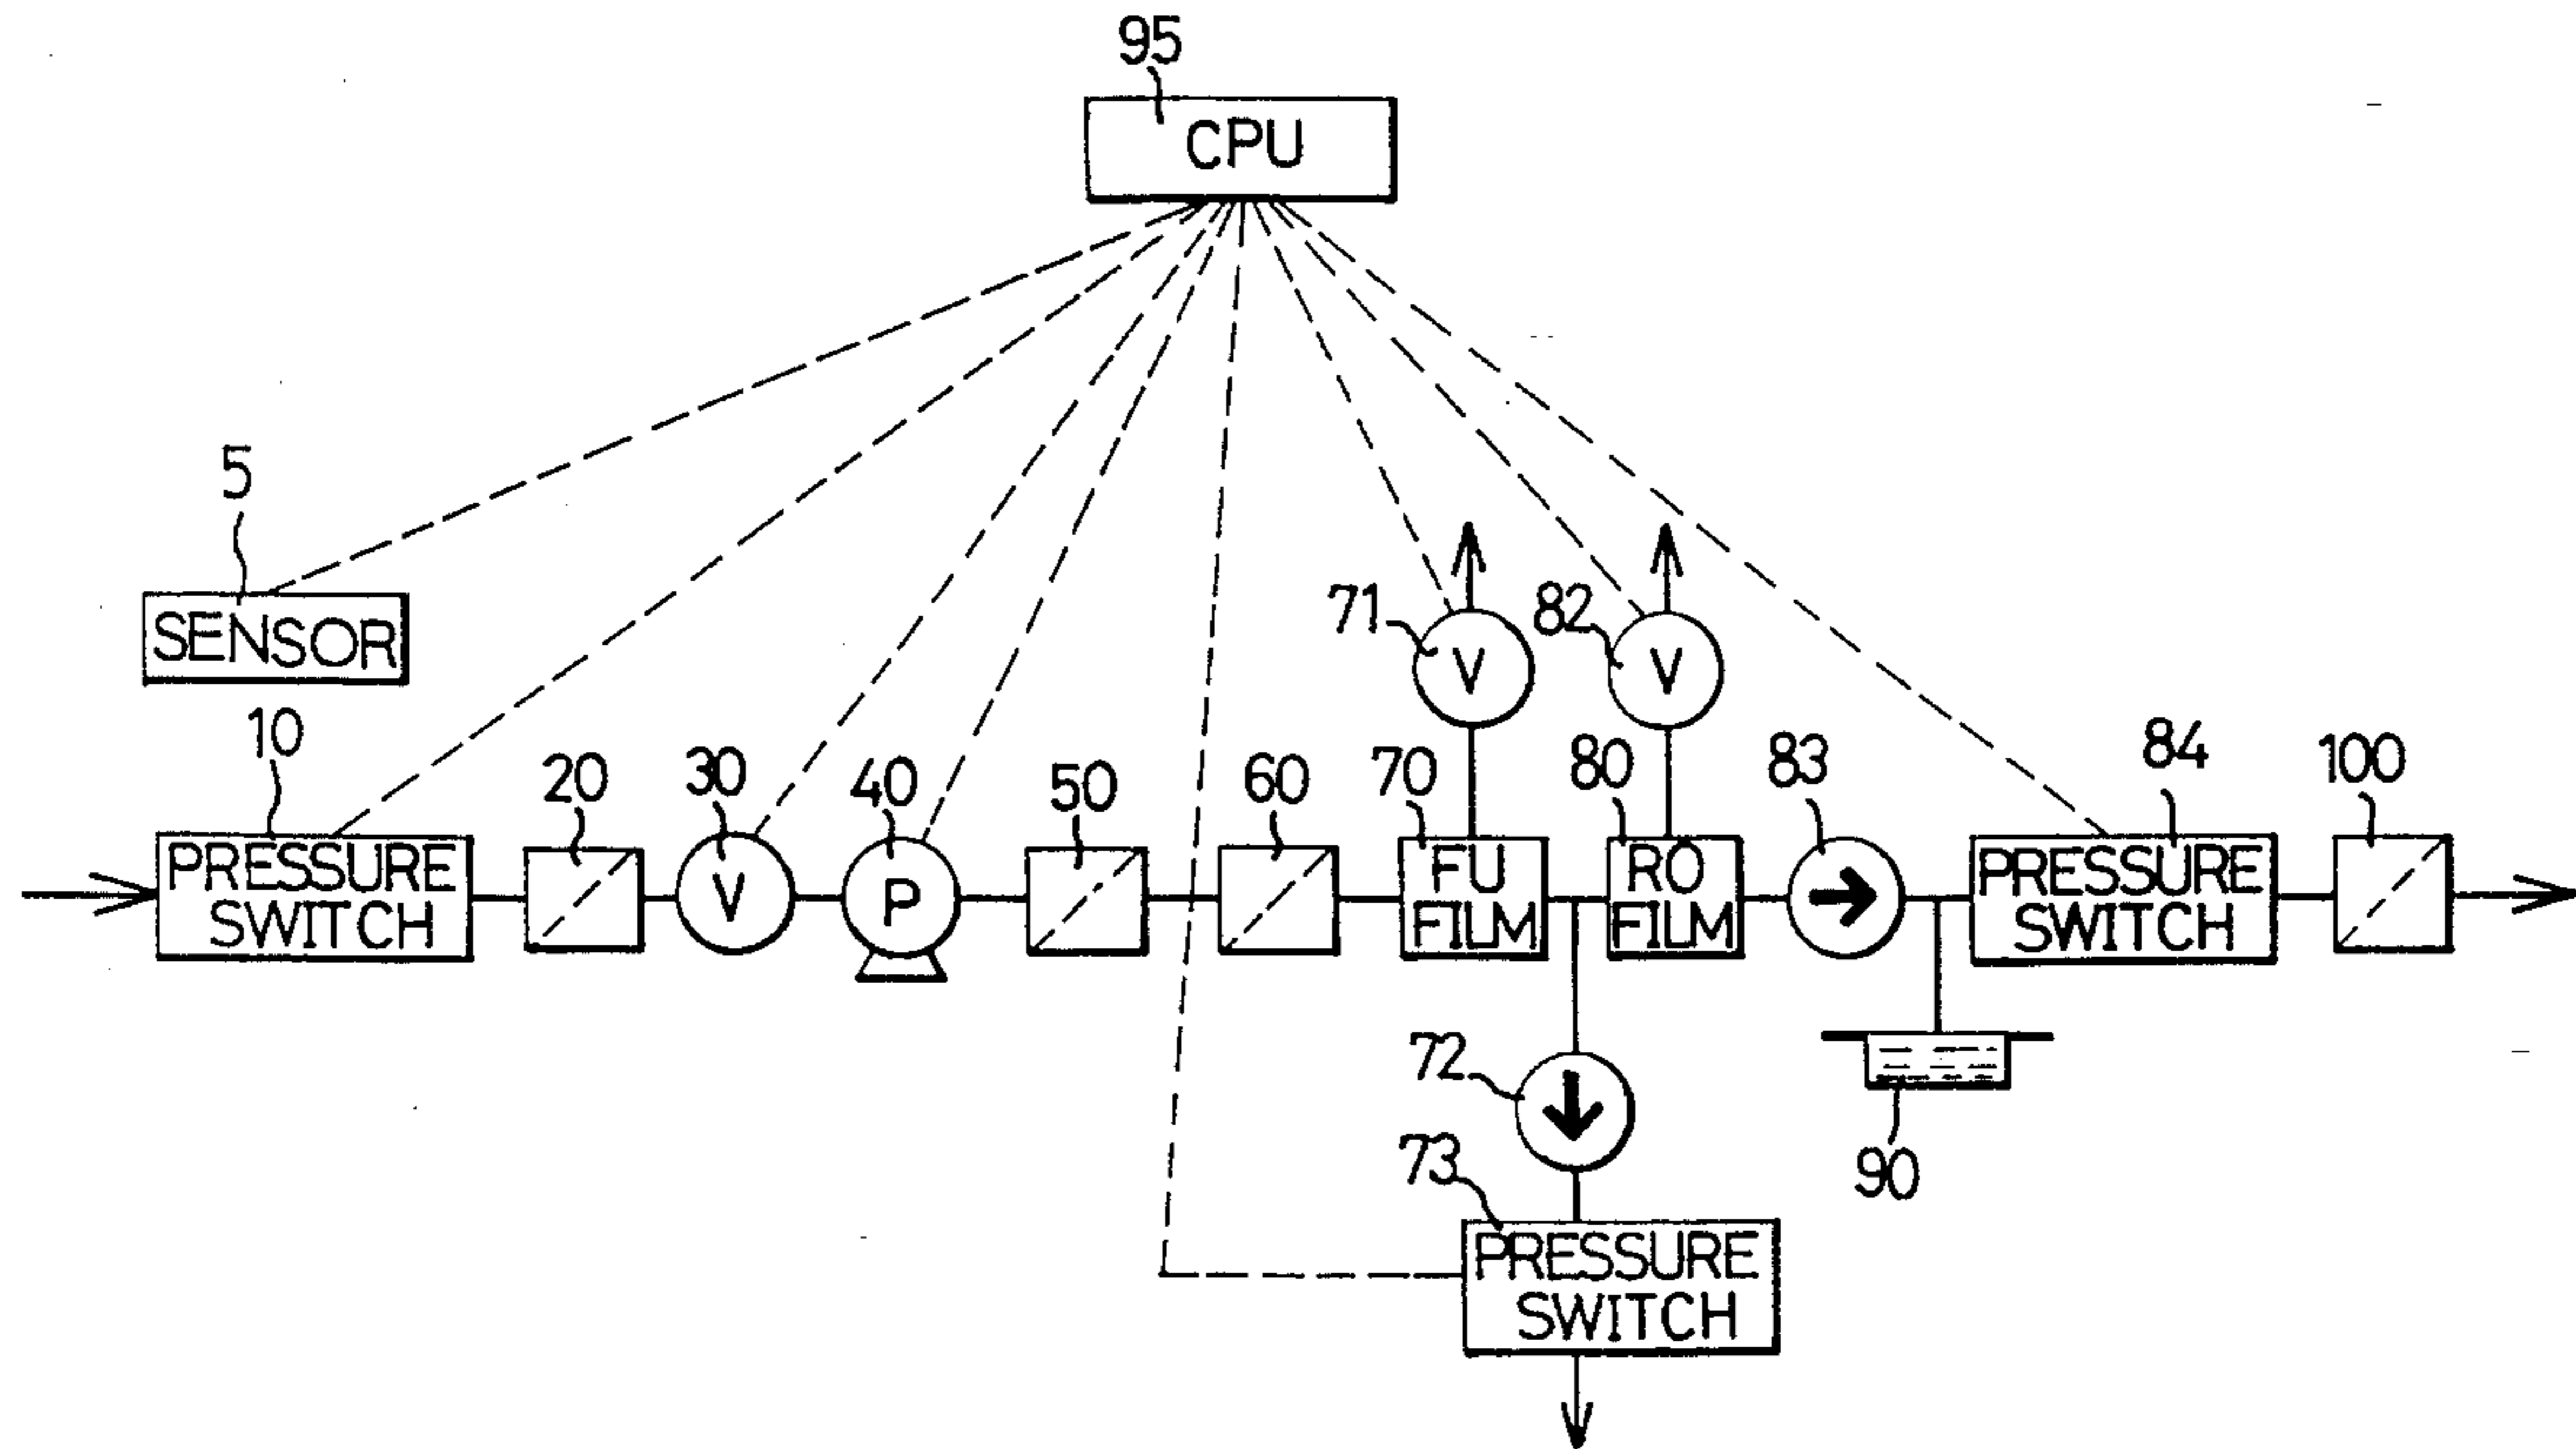 95
CPU
5
SENSOR
10
PRESSURE
SWITCH
20
30
V
40
P
50
60
71
V
82
V
70
FU
FILM
80
RO
FILM
83
84
PRESSURE
SWITCH
100
72
73
PRESSURE
SWITCH
90